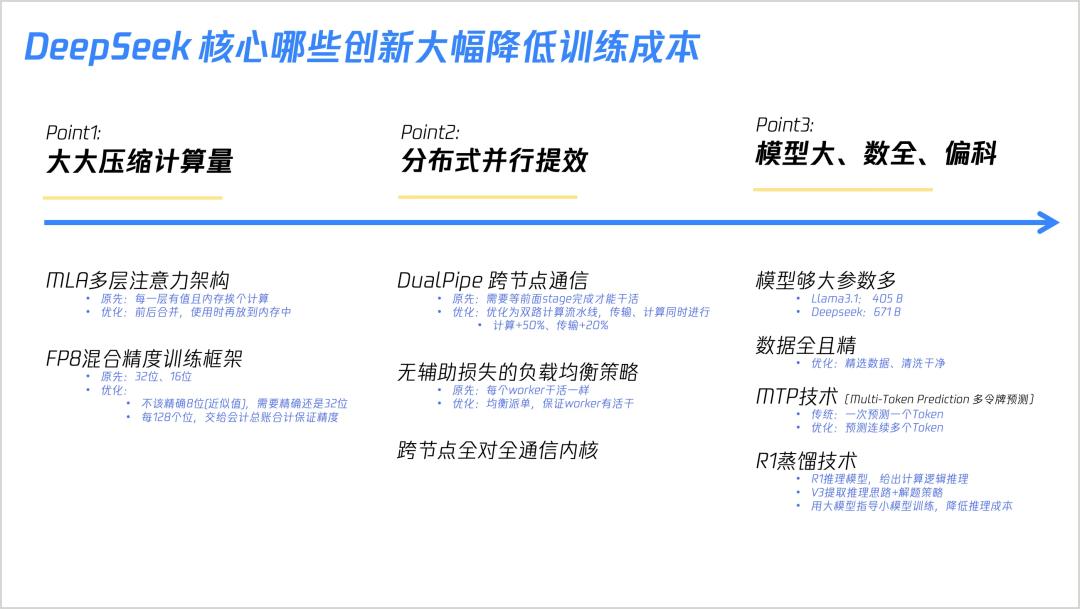 DeepSeek 核心哪些创新大幅降低训练成本
Point1:
大大压缩计算量
MLA多层注意力架构
• 原先：每一层有值且内存挨个计算
• 优化：前后合并，使用时再放到内存中
FP8混合精度训练框架
• 原先：32位、16位
• 优化：
• 不该精确8位(近似值)，需要精确还是32位
• 每128个位，交给会计总账合计保证精度
Point2:
分布式并行提效
DualPipe 跨节点通信
• 原先：需要等前面stage完成才能干活
• 优化：优化为双路计算流水线，传输、计算同时进行
• 计算+50%、传输+20%
无辅助损失的负载均衡策略
• 原先：每个worker干活一样
• 优化：均衡派单，保证worker有活干
跨节点全对全通信内核
Point3:
模型大、数全、偏科
模型够大参数多
• Llama3.1； 405 B
• Deepseek：671 B
数据全且精
• 优化：精选数据、清洗干净
MTP技术（Multi-Token Prediction 多令牌预测）
• 传统：一次预测一个Token
• 优化：预测连续多个Token
R1蒸馏技术
• R1推理模型，给出计算逻辑推理
• V3提取推理思路+解题策略
• 用大模型指导小模型训练，降低推理成本